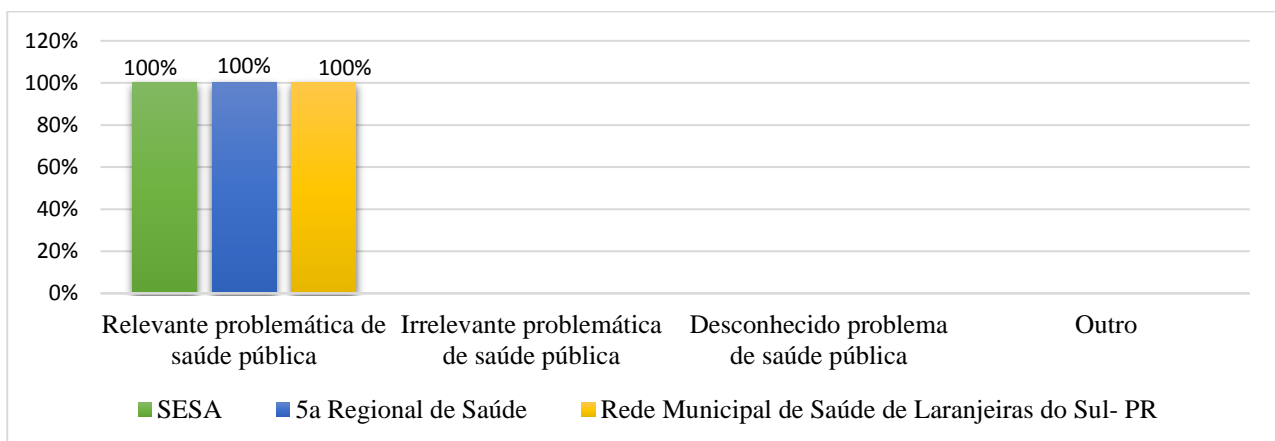 120%
100%
80%
60%
40%
20%
0%
100% 100% 100%
Relevante problemática de saúde pública
Irrelevante problemática de saúde pública
Desconhecido problema de saúde pública
Outro
SESA 5a Regional de Saúde Rede Municipal de Saúde de Laranjeiras do Sul- PR